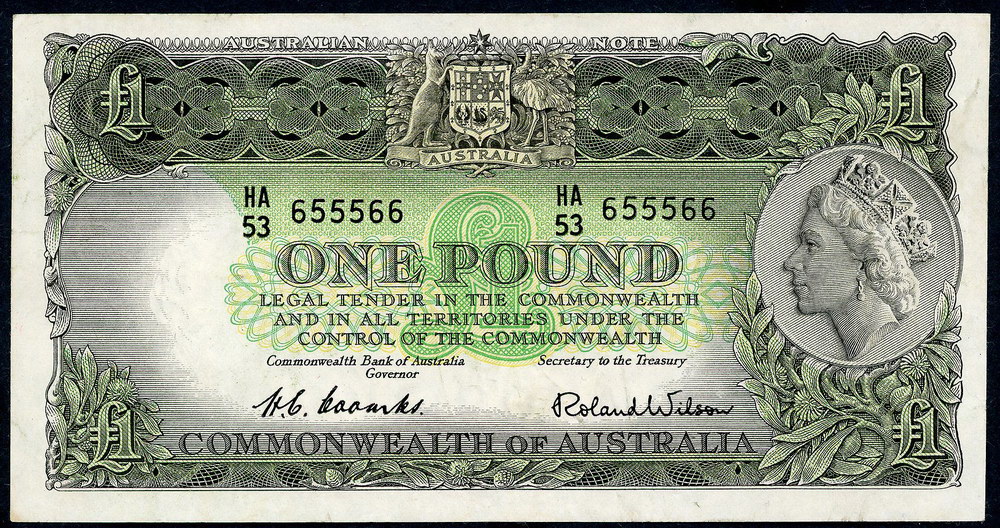 AUSTRALIAN NOTE
£1 £1
AUSTRALIA
HA 53 655566 HA 53 655566
ONE POUND
LEGAL TENDER IN THE COMMONWEALTH
AND IN ALL TERRITORIES UNDER THE
CONTROL OF THE COMMONWEALTH
Commonwealth Bank of Australia Secretary to the Treasury
Governor
H.C. Coombs. Roland Wilson
£1 COMMONWEALTH OF AUSTRALIA £1